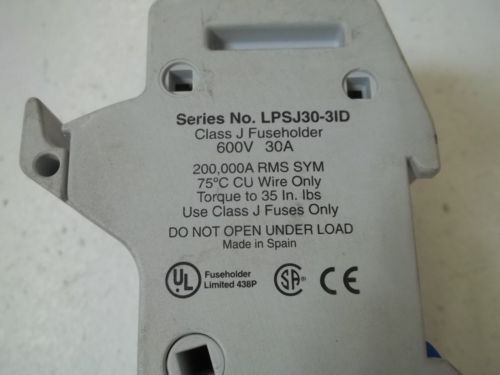 Series No. LPSJ30-3ID
Class J Fuseholder
600V 30A
200,000A RMS SYM
75°C CU Wire Only
Torque to 35 In. lbs
Use Class J Fuses Only
DO NOT OPEN UNDER LOAD
Made in Spain
UL Fuseholder SA ® CE
Limited 438P